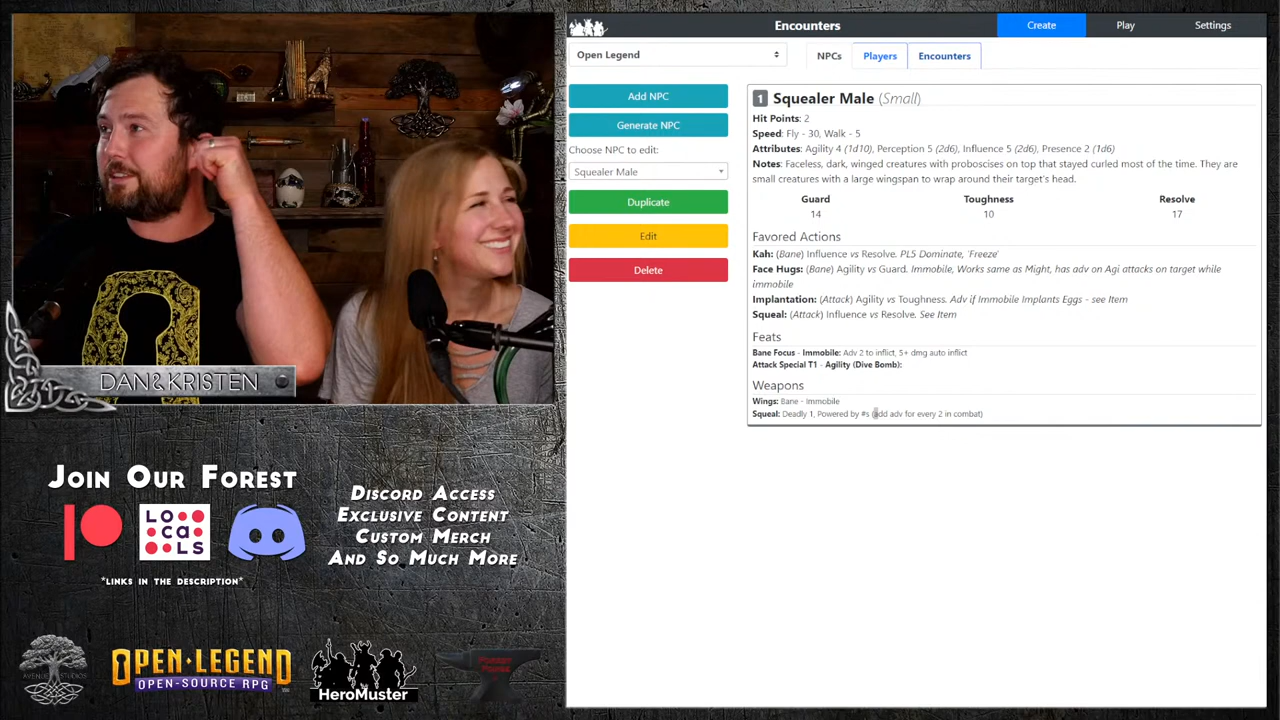 Encounters
Create
Play
Settings
Open Legend
NPCs
Players
Encounters
Add NPC
Generate NPC
Choose NPC to edit:
Squealer Male
Duplicate
Edit
Delete
1 Squealer Male (Small)
Hit Points: 2
Speed: Fly - 30, Walk - 5
Attributes: Agility 4 (1d10), Perception 5 (2d6), Influence 5 (2d6), Presence 2 (1d6)
Notes: Faceless, dark, winged creatures with proboscises on top that stayed curled most of the time. They are
small creatures with a large wingspan to wrap around their target's head.
Guard Toughness Resolve
14 10 17
Favored Actions
Kah: (Bane) Influence vs Resolve. PL5 Dominate, 'Freeze'
Face Hugs: (Bane) Agility vs Guard. Immobile, Works same as Might, has adv on Agi attacks on target while
immobile
Implantation: (Attack) Agility vs Toughness. Adv if Immobile Implants Eggs - see Item
Squeal: (Attack) Influence vs Resolve. See Item
Feats
Bane Focus - Immobile: Adv 2 to inflict, 5+ dmg auto inflict
Attack Special T1 - Agility (Dive Bomb):
Weapons
Wings: Bane - Immobile
Squeal: Deadly 1, Powered by #s (add adv for every 2 in combat)
DAN & KRISTEN
JOIN OUR FOREST
LO
ca
LS
*LINKS IN THE DESCRIPTION*
DISCORD ACCESS
EXCLUSIVE CONTENT
CUSTOM MERCH
AND SO MUCH MORE
AVENUE STUDIOS
OPEN LEGEND
OPEN-SOURCE RPG
HeroMuster